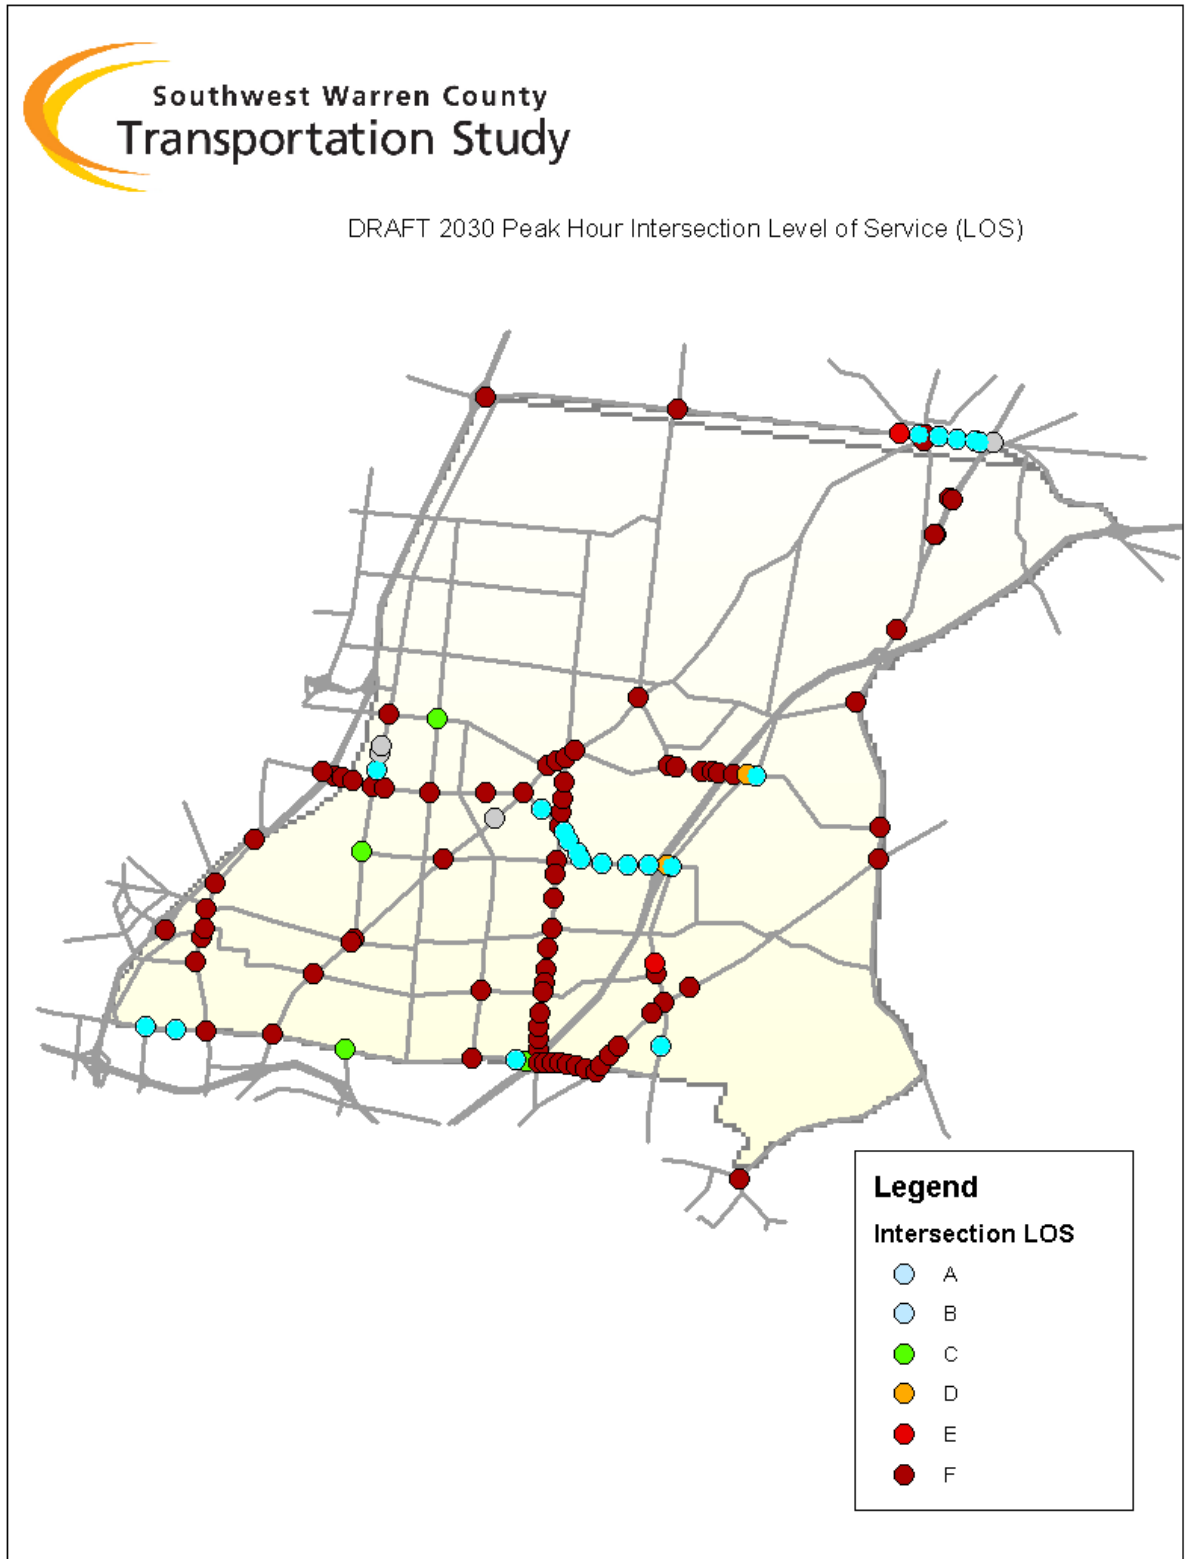 Southwest Warren County
Transportation Study
DRAFT 2030 Peak Hour Intersection Level of Service (LOS)
Legend
Intersection LOS
A
B
C
D
E
F